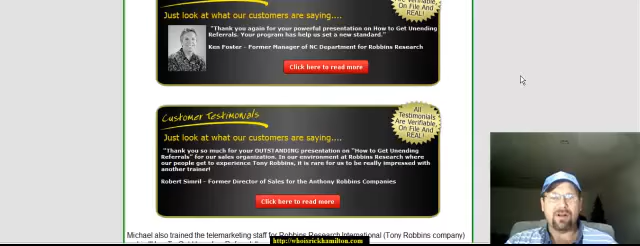 Are Verifiable,
On File And
REAL!
Just look at what our customers are saying....
"Thank you again for your powerful presentation on How to Get Unending
Referrals. Your program has help us set a new standard."
Ken Foster - Former Manager of NC Department for Robbins Research
Click here to read more
Customer Testimonials
All
Testimonials
Are Verifiable,
On File And
REAL!
Just look at what our customers are saying....
"Thank you so much for your OUTSTANDING presentation on "How to Get Unending
Referrals" for our sales organization. In our environment at Robbins Research where
our people get to experience Tony Robbins, it is rare for us to be really impressed with
another trainer!
Robert Simril - Former Director of Sales for the Anthony Robbins Companies
Click here to read more
Michael also trained the telemarketing staff for Robbins Research International (Tony Robbins company)
http://whoisrickhamilton.com